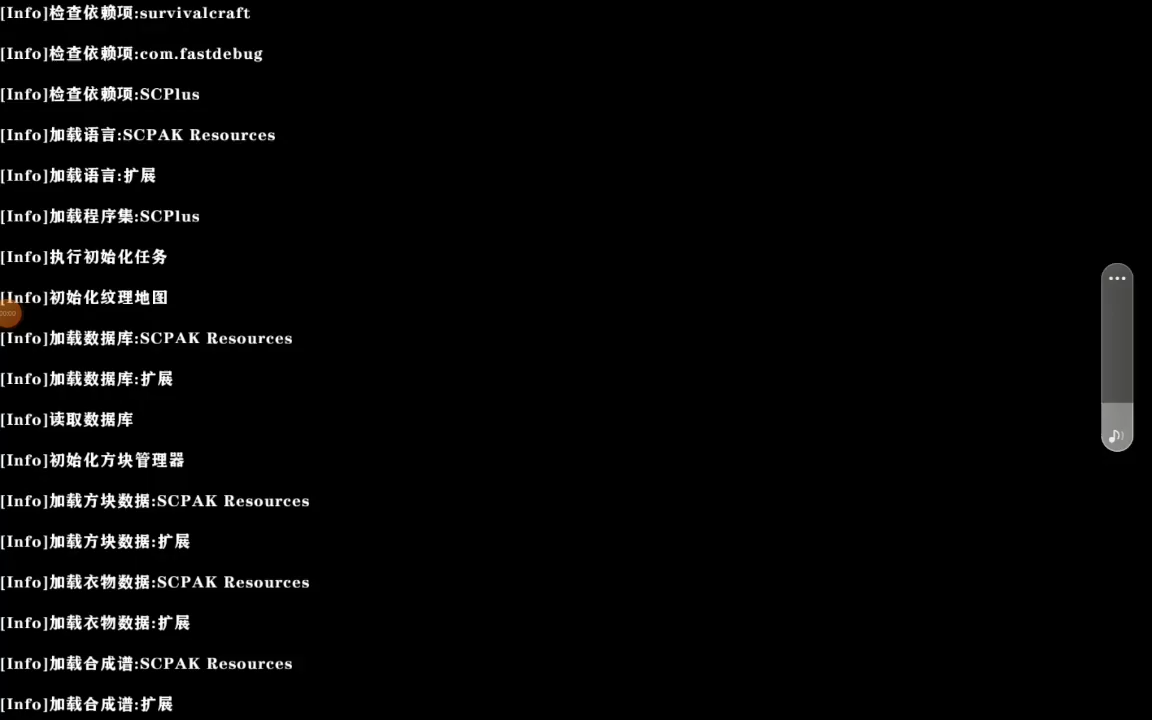 [Info]检查依赖项:survivalcraft
[Info]检查依赖项:com.fastdebug
[Info]检查依赖项:SCPlus
[Info]加载语言:SCPAK Resources
[Info]加载语言:扩展
[Info]加载程序集:SCPlus
[Info]执行初始化任务
[Info]初始化纹理地图
00:00
[Info]加载数据库:SCPAK Resources
[Info]加载数据库:扩展
[Info]读取数据库
[Info]初始化方块管理器
[Info]加载方块数据:SCPAK Resources
[Info]加载方块数据:扩展
[Info]加载衣物数据:SCPAK Resources
[Info]加载衣物数据:扩展
[Info]加载合成谱:SCPAK Resources
[Info]加载合成谱:扩展